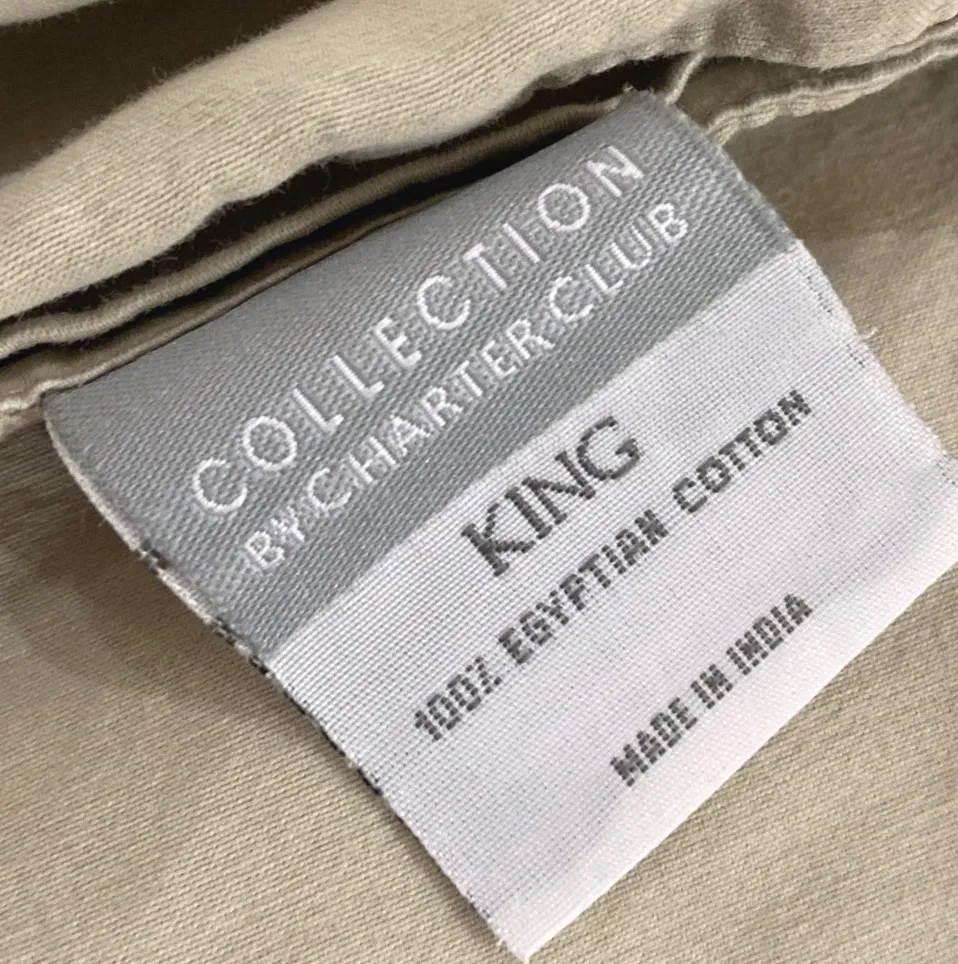 COLLECTION
BY CHARTER CLUB
KING
100% EGYPTIAN COTTON
MADE IN INDIA